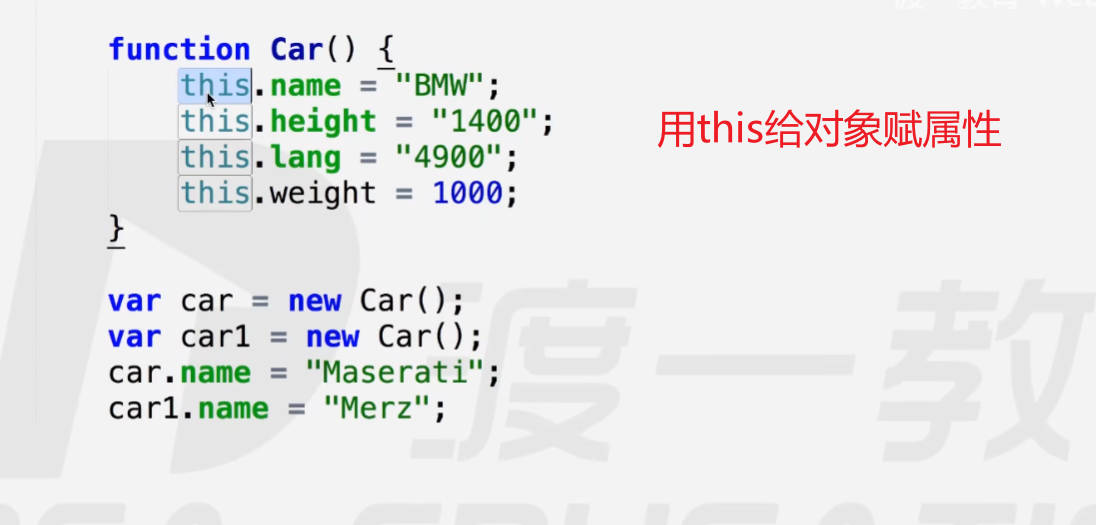 function Car() {
this.name = "BMW";
this.height = "1400";
用this给对象赋属性
this.lang = "4900";
this.weight = 1000;
}
var car = new Car();
var car1 = new Car();
car.name = "Maserati";
car1.name = "Merz";
渡一教